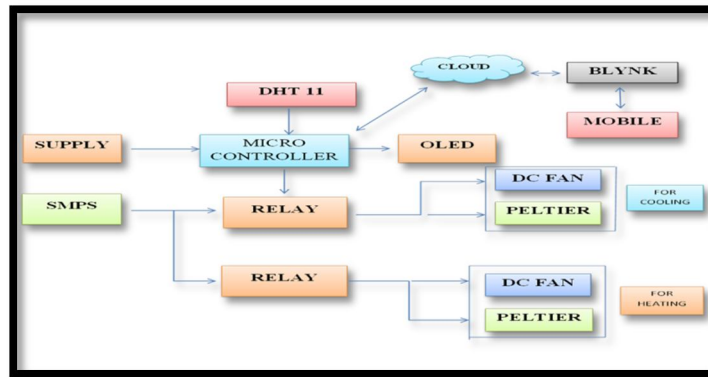 CLOUD
BLYNK
DHT 11
MOBILE
SUPPLY
MICRO
CONTROLLER
OLED
DC FAN
FOR
COOLING
SMPS
RELAY
PELTIER
RELAY
DC FAN
FOR
HEATING
PELTIER